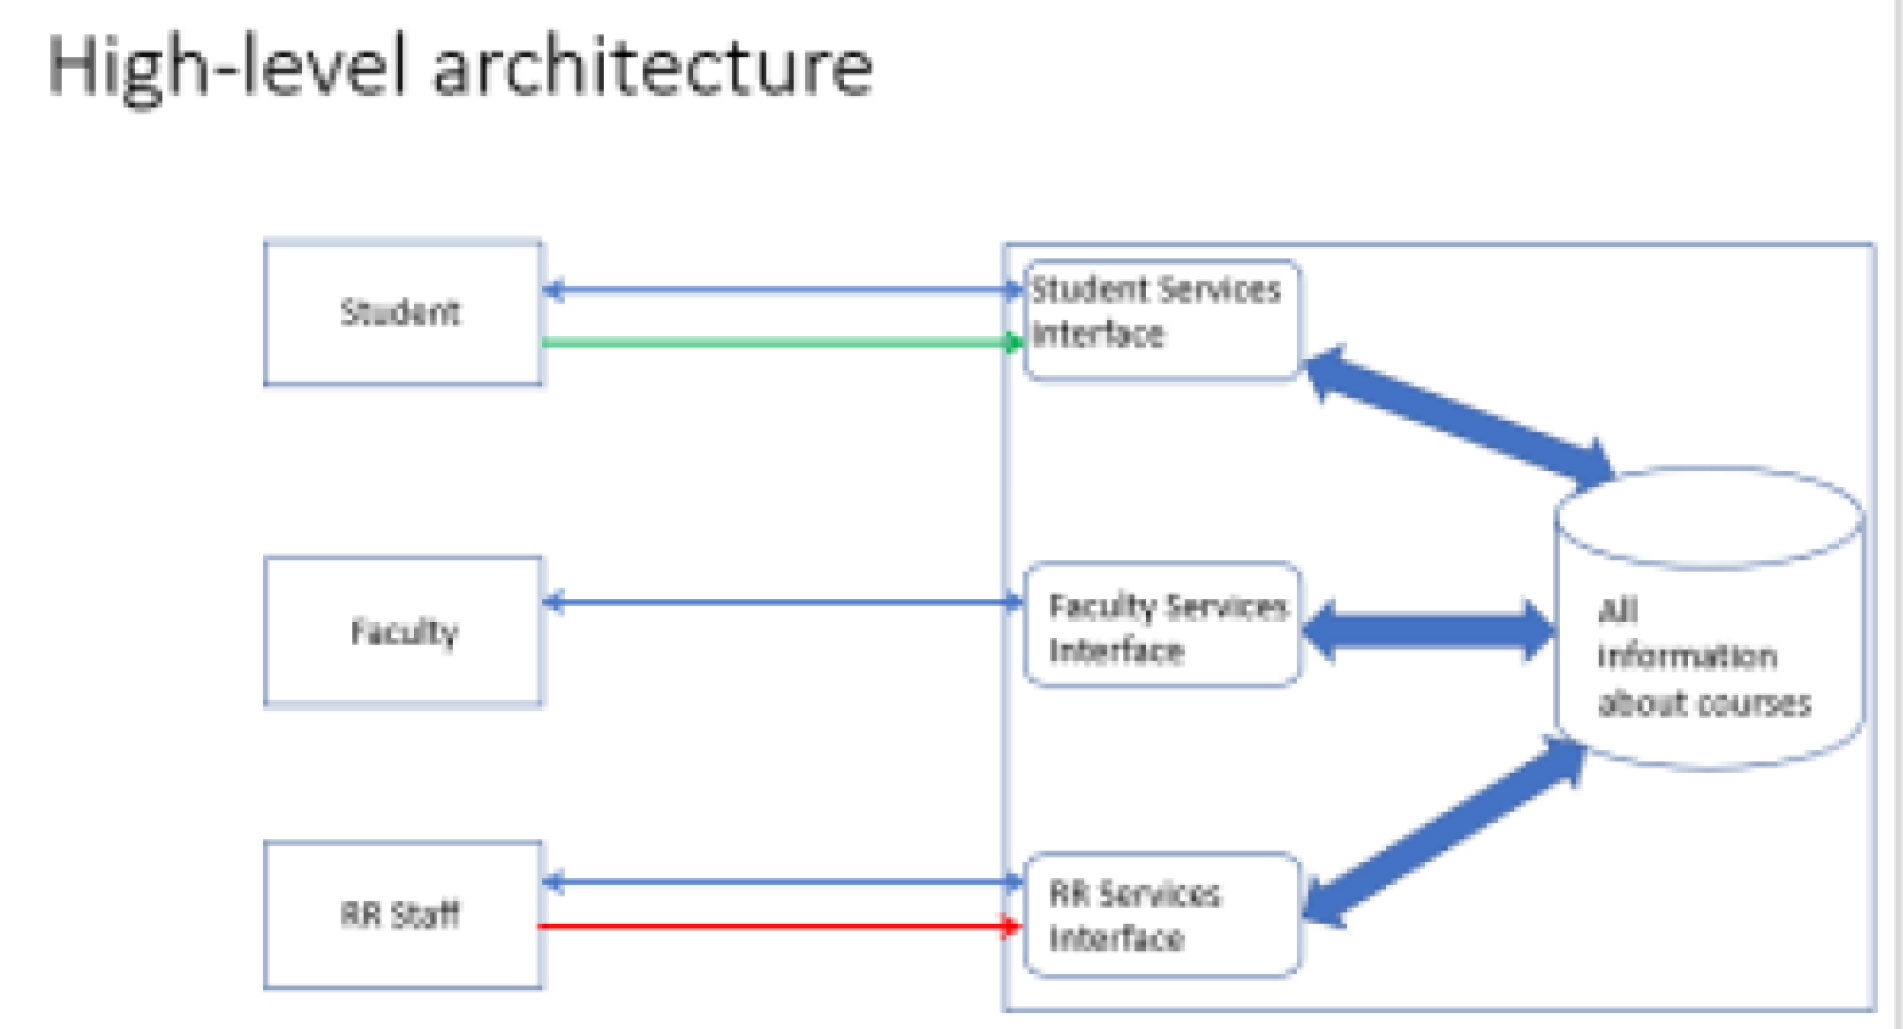 High-level architecture
Student
Student Services
Interface
Faculty
Faculty Services
Interface
All
information
about courses
RR Staff
RR Services
Interface